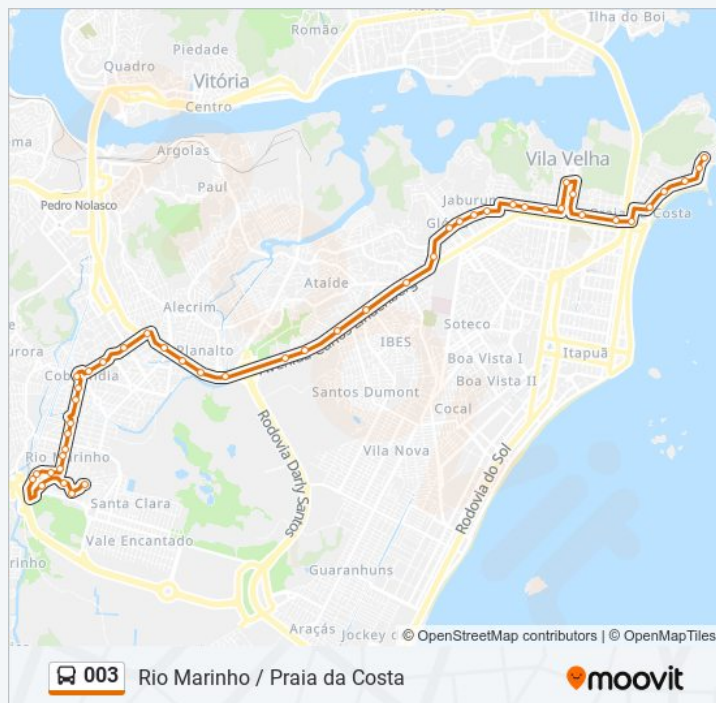 Ilha do Boi
Romão
Piedade
Quadro
Vitória
Centro
Argolas
Paul
Vila Velha
Pedro Nolasco
Jaburun
Costa
Ataíde
Alecrim
Soteco
Planalto
IBES
Itapuã
Boa Vista I
Boa Vista II
Santos Dumont
Cocal
Rodovia Darly Santos
Vila Nova
Rodovia do Sol
Rio Marinho
Santa Clara
Vale Encantado
Guaranhuns
Araçás
© OpenStreetMap contributors | © OpenMapTiles
003 Rio Marinho / Praia da Costa
moovit